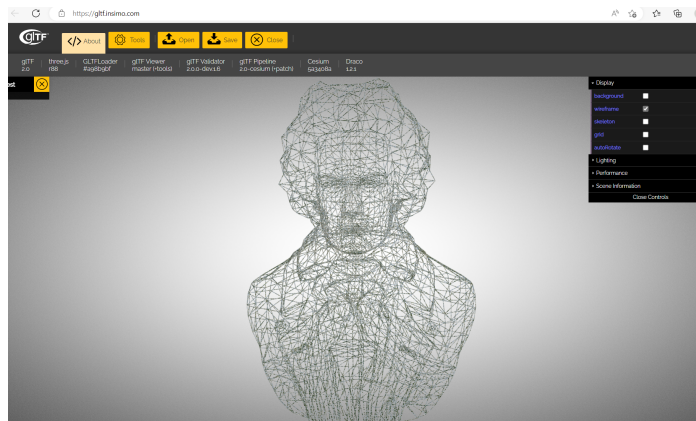 https://gltf.insimo.com
glTF
About
Tools
Open
Save
Close
glTF
2.0
three.js
r88
GLTFLoader
#a98b9bf
glTF Viewer
master (+tools)
glTF Validator
2.0.0-dev.1.6
glTF Pipeline
2.0-cesium (+patch)
Cesium
5a3408a
Draco
1.2.1
Display
background
wireframe
skeleton
grid
autoRotate
Lighting
Performance
Scene Information
Close Controls